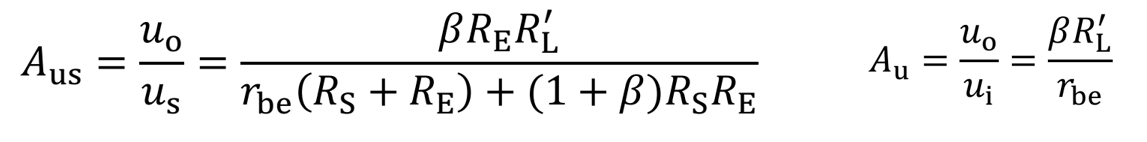 A_us = u_o/u_s = βR_E R′_L / (r_be(R_S + R_E) + (1 + β)R_S R_E)    A_u = u_o/u_i = βR′_L/r_be